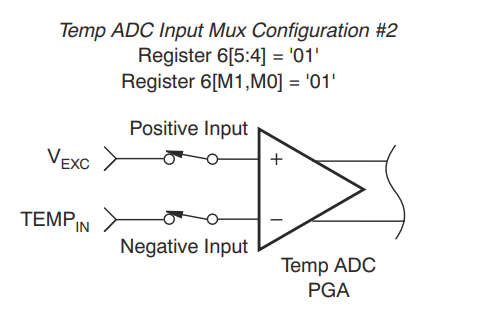 Temp ADC Input Mux Configuration #2
Register 6[5:4] = '01'
Register 6[M1,M0] = '01'
Positive Input
VEXC
+
TEMPIN
−
Negative Input
Temp ADC
PGA